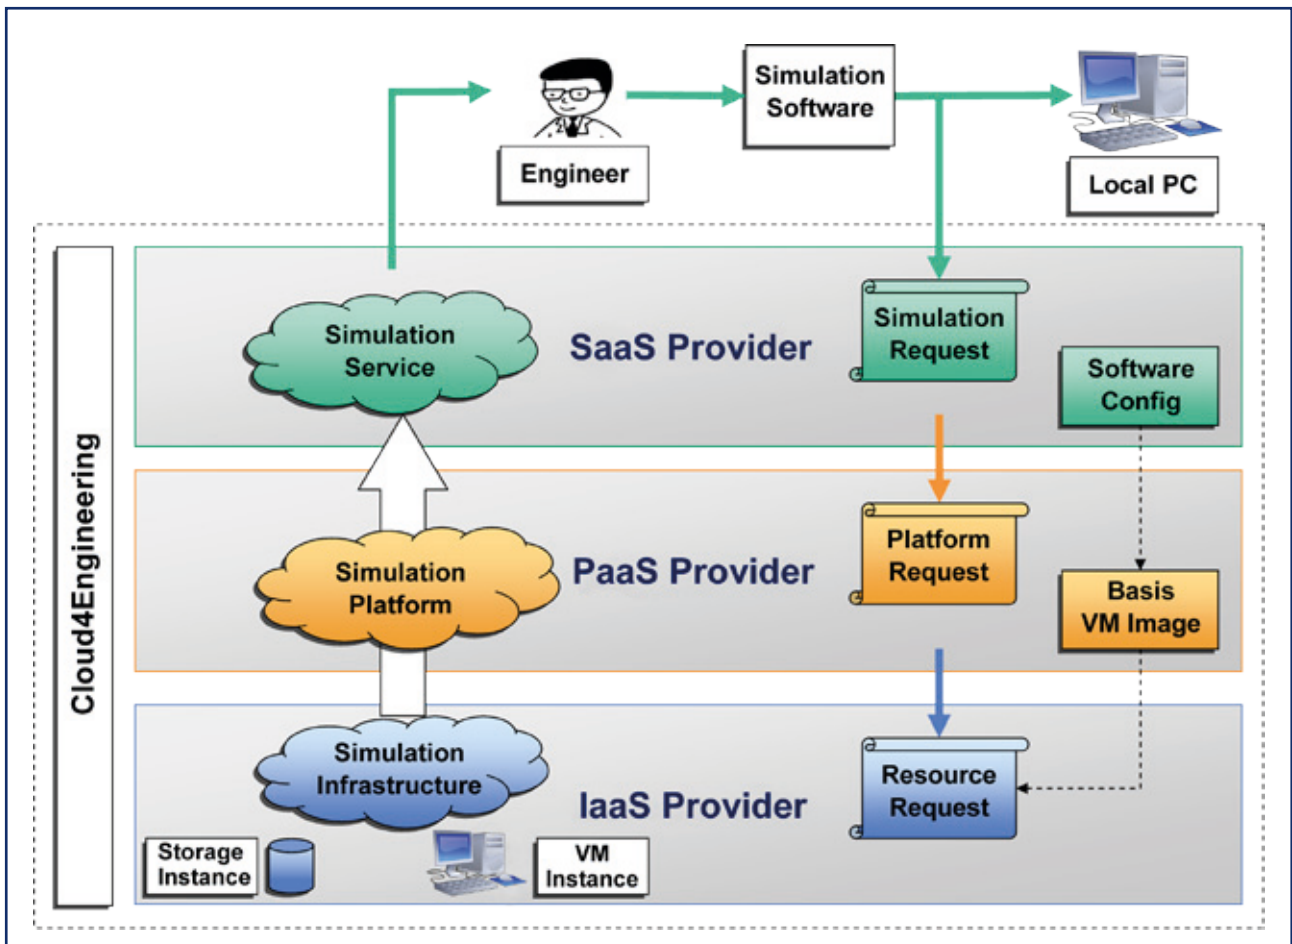 Simulation
Software
Engineer
Local PC
Cloud4Engineering
Simulation
Service
SaaS Provider
Simulation
Request
Software
Config
Simulation
Platform
PaaS Provider
Platform
Request
Basis
VM Image
Simulation
Infrastructure
IaaS Provider
Resource
Request
Storage
Instance
VM
Instance